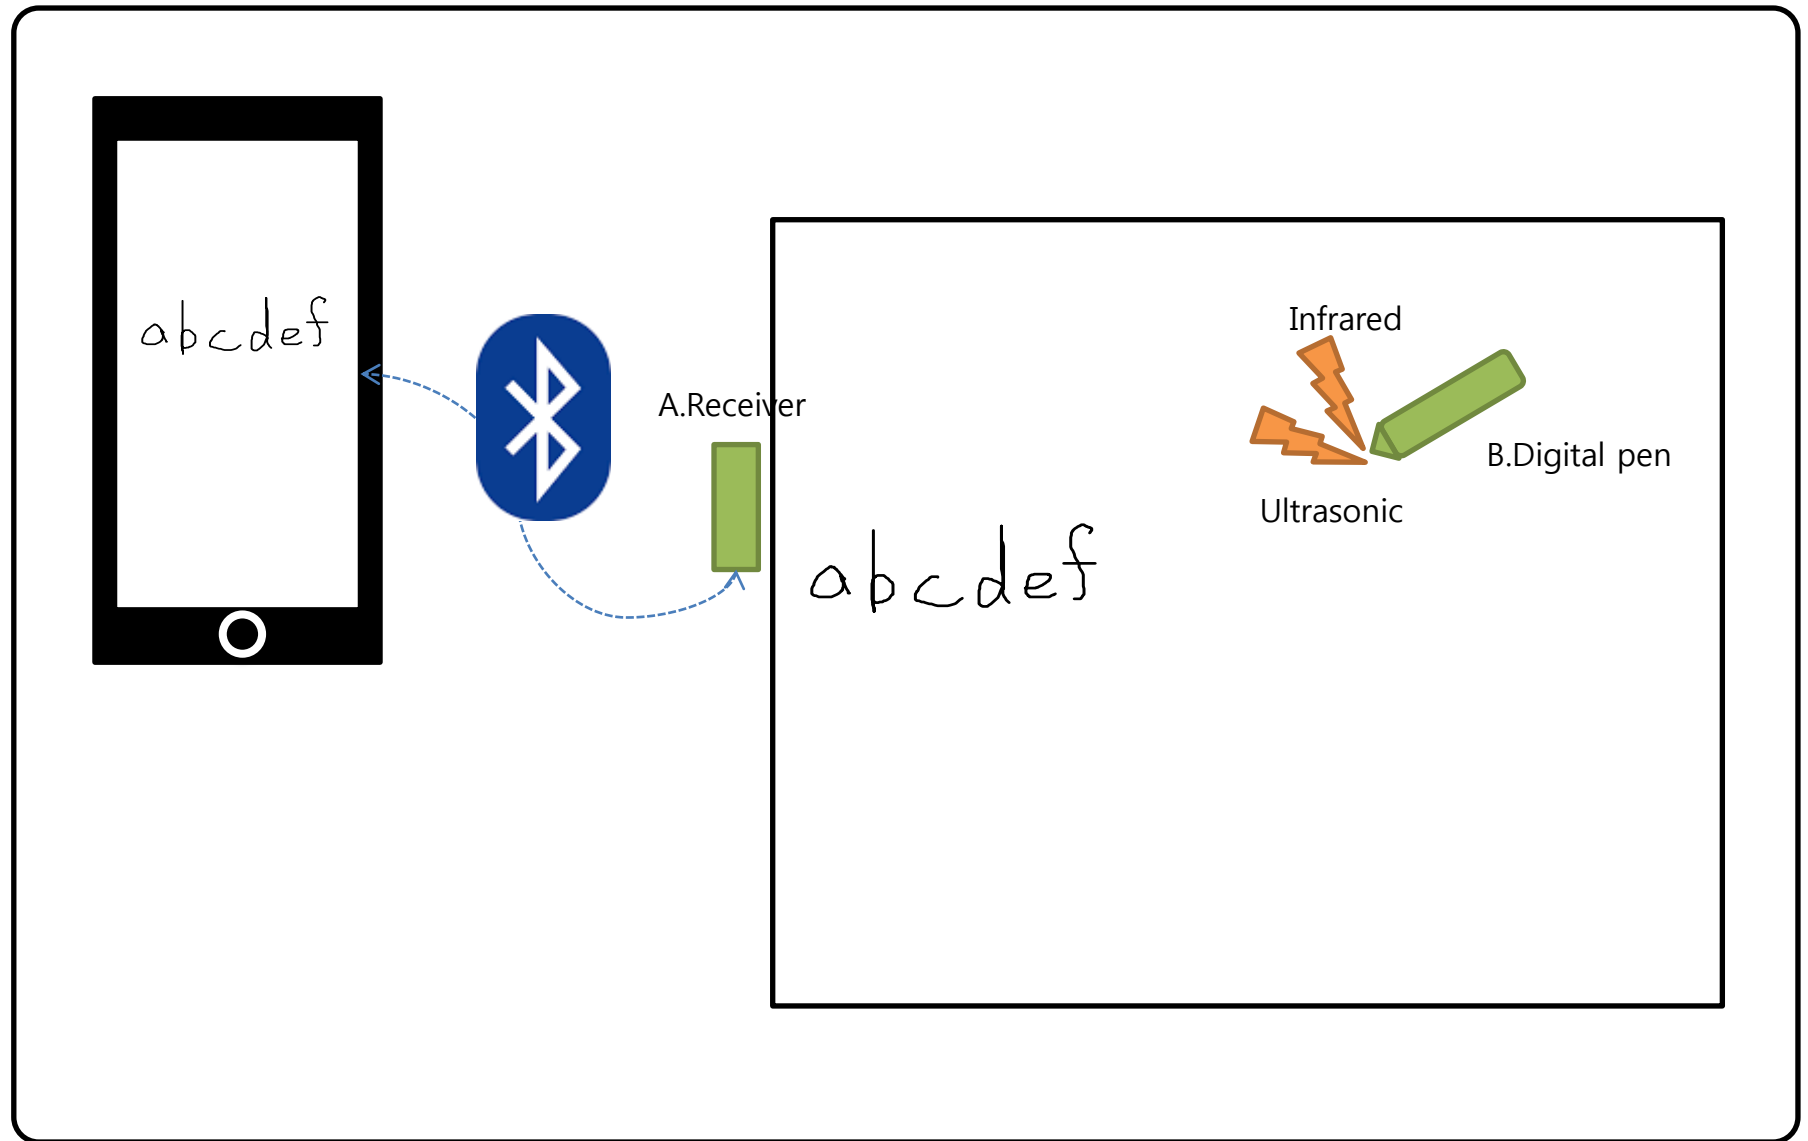 abcdef
Infrared
A.Receiver
B.Digital pen
Ultrasonic
abcdef